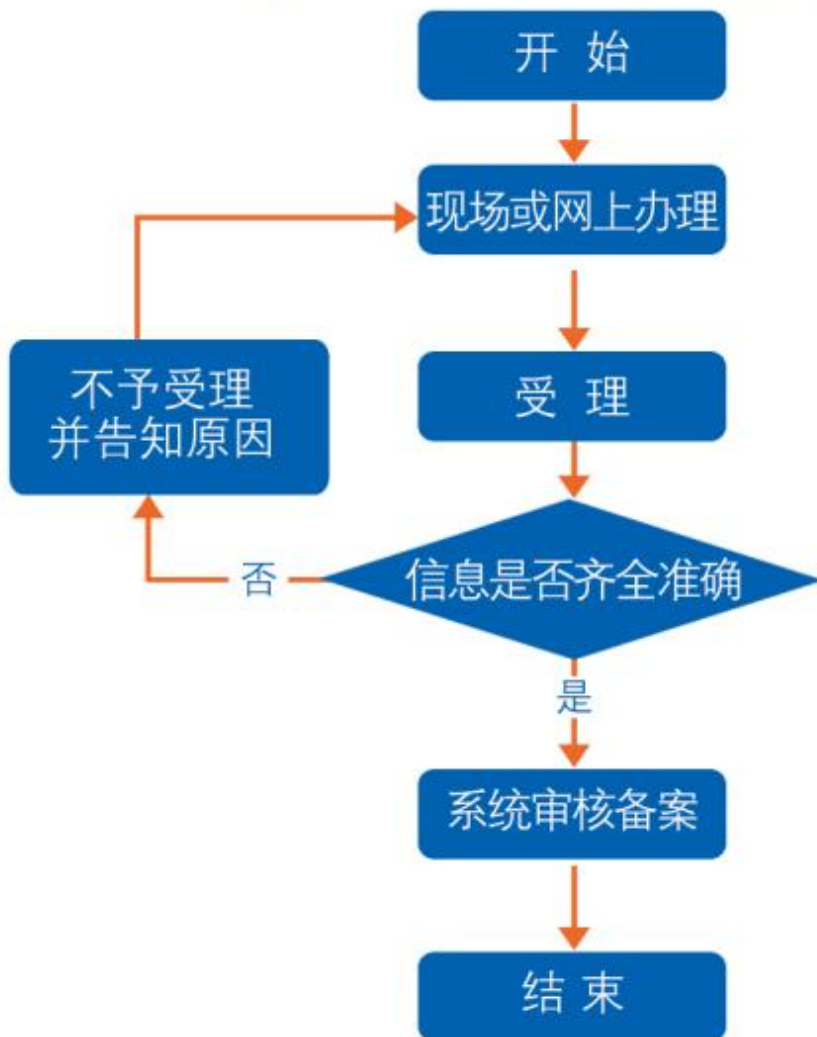 开 始
现场或网上办理
不予受理
并告知原因
受 理
信息是否齐全准确
否
是
系统审核备案
结 束